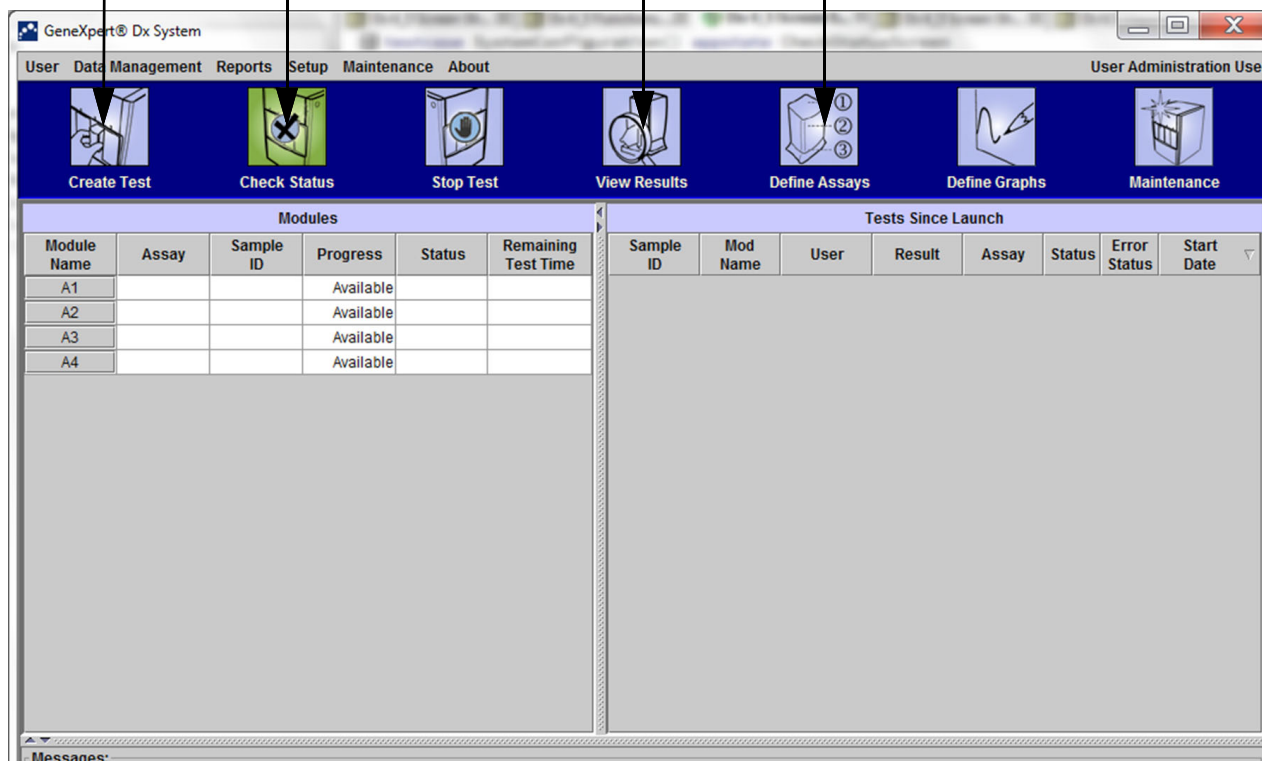 GeneXpert® Dx System
User Data Management Reports Setup Maintenance About User Administration Use
Create Test Check Status Stop Test View Results Define Assays Define Graphs Maintenance
①
②
③
Modules Tests Since Launch
Module Name Assay Sample ID Progress Status Remaining Test Time Sample ID Mod Name User Result Assay Status Error Status Start Date
A1 Available
A2 Available
A3 Available
A4 Available
Messages: